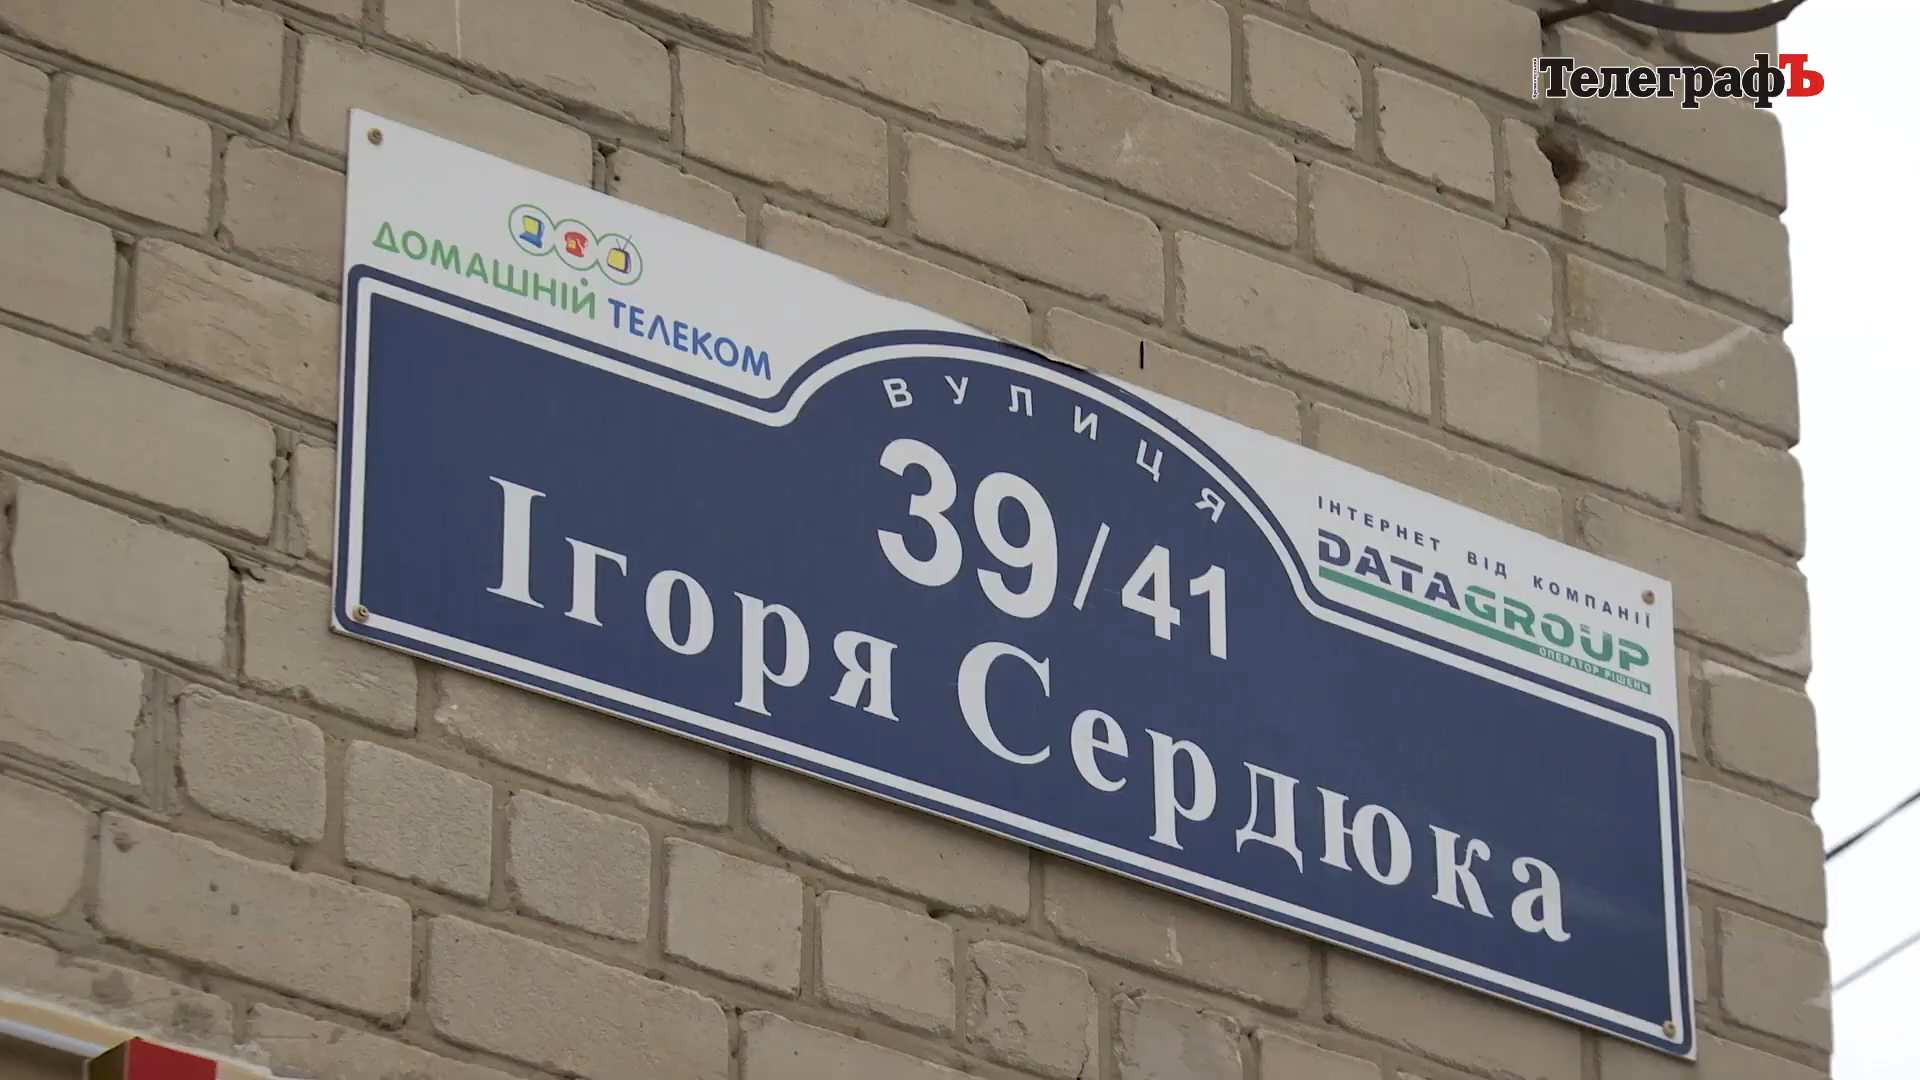 ТелеграфЪ
ДОМАШНІЙ ТЕЛЕКОМ
ВУЛИЦЯ
39/41
Ігоря Сердюка
ІНТЕРНЕТ ВІД КОМПАНІЇ
DATAGROUP
ОПЕРАТОР РІШЕНЬ